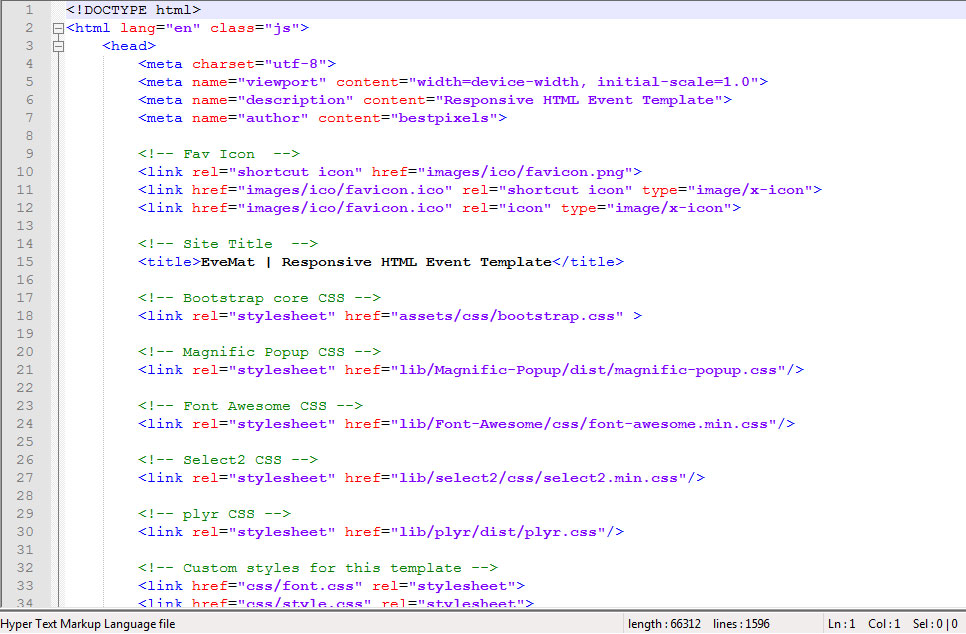 1 <!DOCTYPE html>
2 <html lang="en" class="js">
3 <head>
4 <meta charset="utf-8">
5 <meta name="viewport" content="width=device-width, initial-scale=1.0">
6 <meta name="description" content="Responsive HTML Event Template">
7 <meta name="author" content="bestpixels">
8
9 <!-- Fav Icon  -->
10 <link rel="shortcut icon" href="images/ico/favicon.png">
11 <link href="images/ico/favicon.ico" rel="shortcut icon" type="image/x-icon">
12 <link href="images/ico/favicon.ico" rel="icon" type="image/x-icon">
13
14 <!-- Site Title  -->
15 <title>EveMat | Responsive HTML Event Template</title>
16
17 <!-- Bootstrap core CSS -->
18 <link rel="stylesheet" href="assets/css/bootstrap.css" >
19
20 <!-- Magnific Popup CSS -->
21 <link rel="stylesheet" href="lib/Magnific-Popup/dist/magnific-popup.css"/>
22
23 <!-- Font Awesome CSS -->
24 <link rel="stylesheet" href="lib/Font-Awesome/css/font-awesome.min.css"/>
25
26 <!-- Select2 CSS -->
27 <link rel="stylesheet" href="lib/select2/css/select2.min.css"/>
28
29 <!-- plyr CSS -->
30 <link rel="stylesheet" href="lib/plyr/dist/plyr.css"/>
31
32 <!-- Custom styles for this template -->
33 <link href="css/font.css" rel="stylesheet">
34 <link href="css/style.css" rel="stylesheet">
Hyper Text Markup Language file length : 66312 lines : 1596 Ln : 1 Col : 1 Sel : 0 | 0